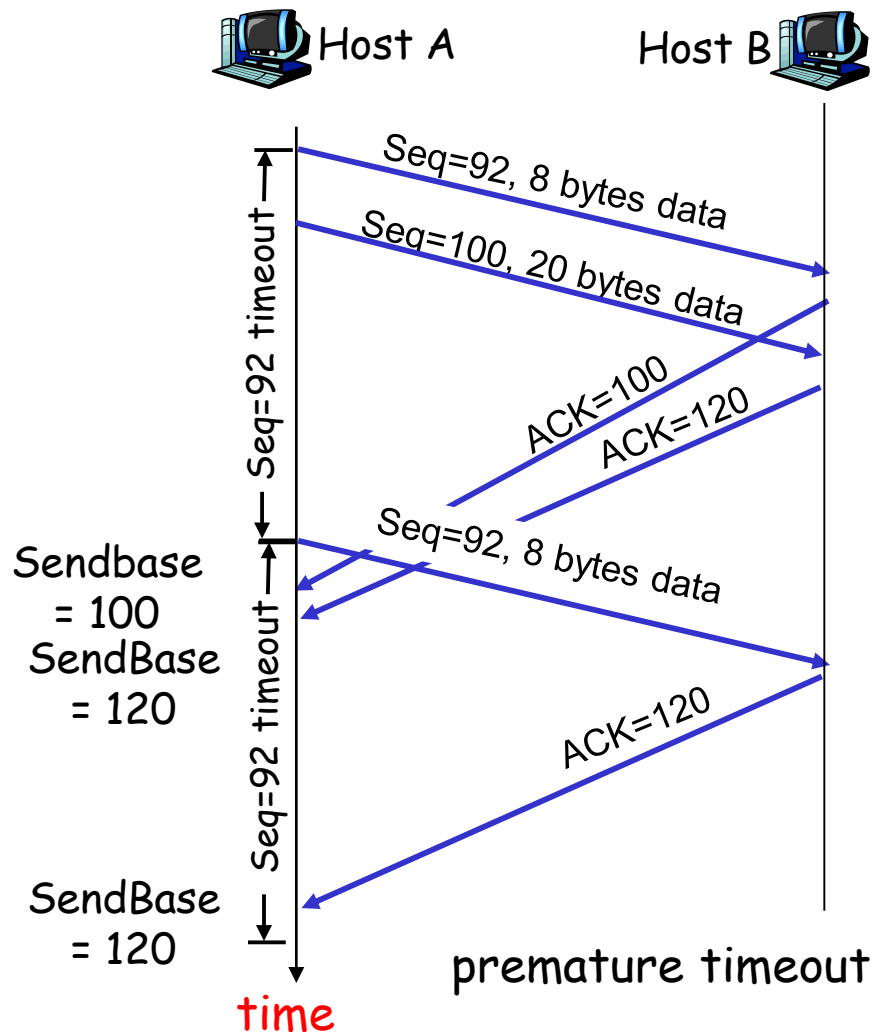 Host A
Host B
Seq=92, 8 bytes data
Seq=100, 20 bytes data
Seq=92 timeout
ACK=100
ACK=120
Seq=92, 8 bytes data
Sendbase
= 100
SendBase
= 120
Seq=92 timeout
ACK=120
SendBase
= 120
premature timeout
time